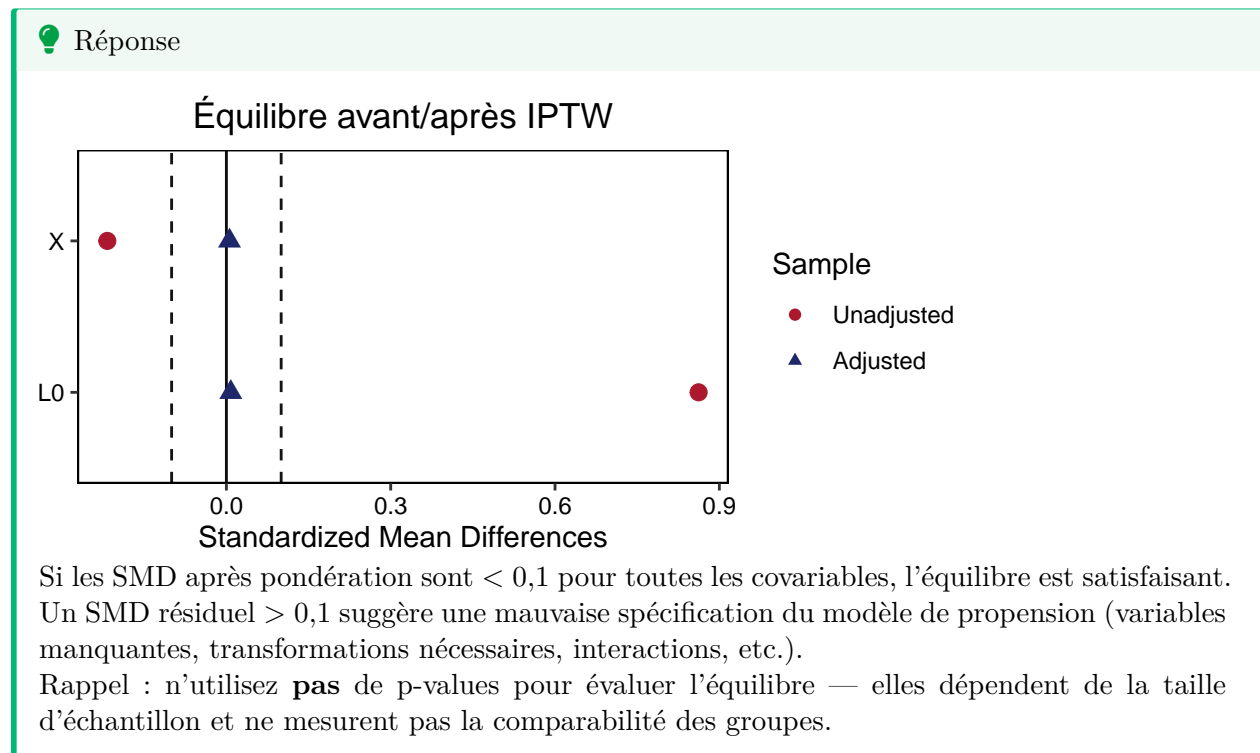 Réponse
Équilibre avant/après IPTW
X
L0
0.0 0.3 0.6 0.9
Standardized Mean Differences
Sample
Unadjusted
Adjusted
Si les SMD après pondération sont < 0,1 pour toutes les covariables, l'équilibre est satisfaisant.
Un SMD résiduel > 0,1 suggère une mauvaise spécification du modèle de propension (variables
manquantes, transformations nécessaires, interactions, etc.).
Rappel : n'utilisez pas de p-values pour évaluer l'équilibre — elles dépendent de la taille
d'échantillon et ne mesurent pas la comparabilité des groupes.